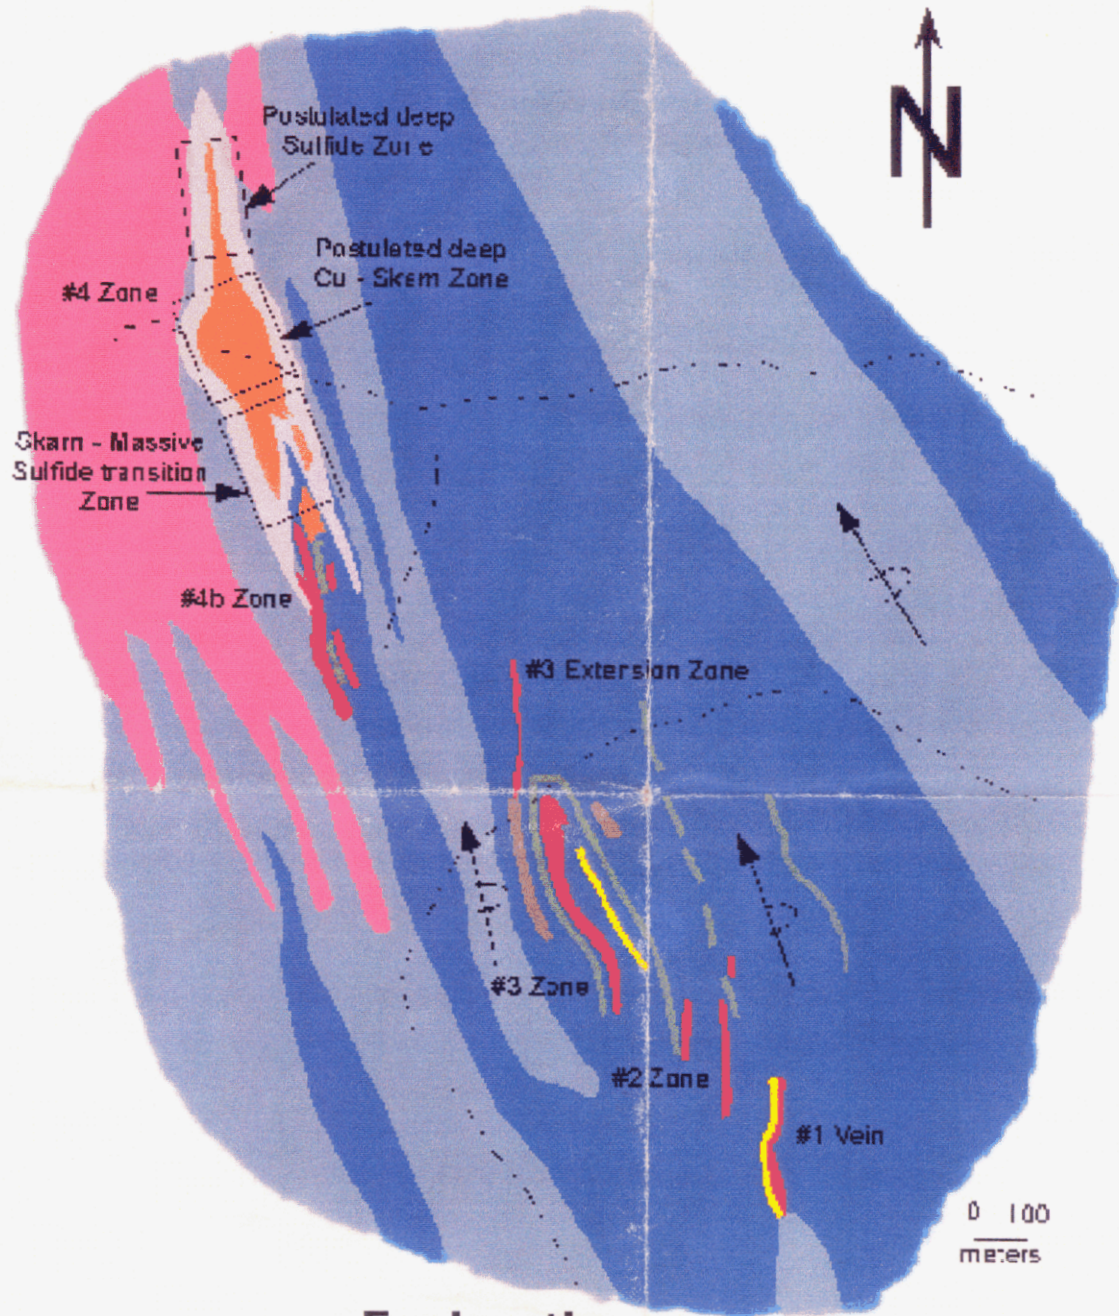 N
Postulated deep
Sulfide Zone
Postulated deep
Cu - Skarn Zone
#4 Zone
Skarn - Massive
Sulfide transition
Zone
#4b Zone
#3 Extension Zone
#3 Zone
#2 Zone
#1 Vein
0 100
meters